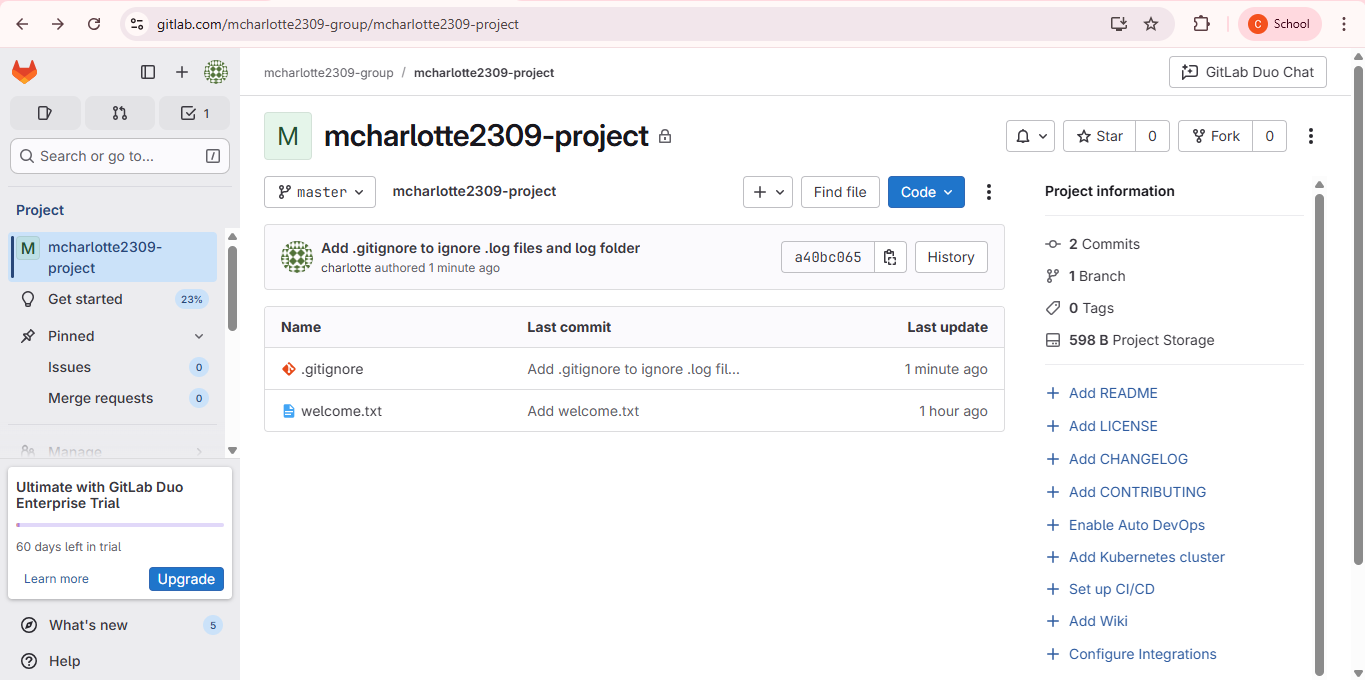 gitlab.com/mcharlotte2309-group/mcharlotte2309-project
C School
1
Search or go to... /
Project
M mcharlotte2309-
project
Get started 23%
Pinned
Issues 0
Merge requests 0
Manage
Ultimate with GitLab Duo
Enterprise Trial
60 days left in trial
Learn more Upgrade
What's new 5
Help
mcharlotte2309-group / mcharlotte2309-project
GitLab Duo Chat
M mcharlotte2309-project
Star 0 Fork 0
master mcharlotte2309-project
Find file Code
Add .gitignore to ignore .log files and log folder
charlotte authored 1 minute ago
a40bc065 History
Name Last commit Last update
.gitignore Add .gitignore to ignore .log fil... 1 minute ago
welcome.txt Add welcome.txt 1 hour ago
Project information
2 Commits
1 Branch
0 Tags
598 B Project Storage
Add README
Add LICENSE
Add CHANGELOG
Add CONTRIBUTING
Enable Auto DevOps
Add Kubernetes cluster
Set up CI/CD
Add Wiki
Configure Integrations